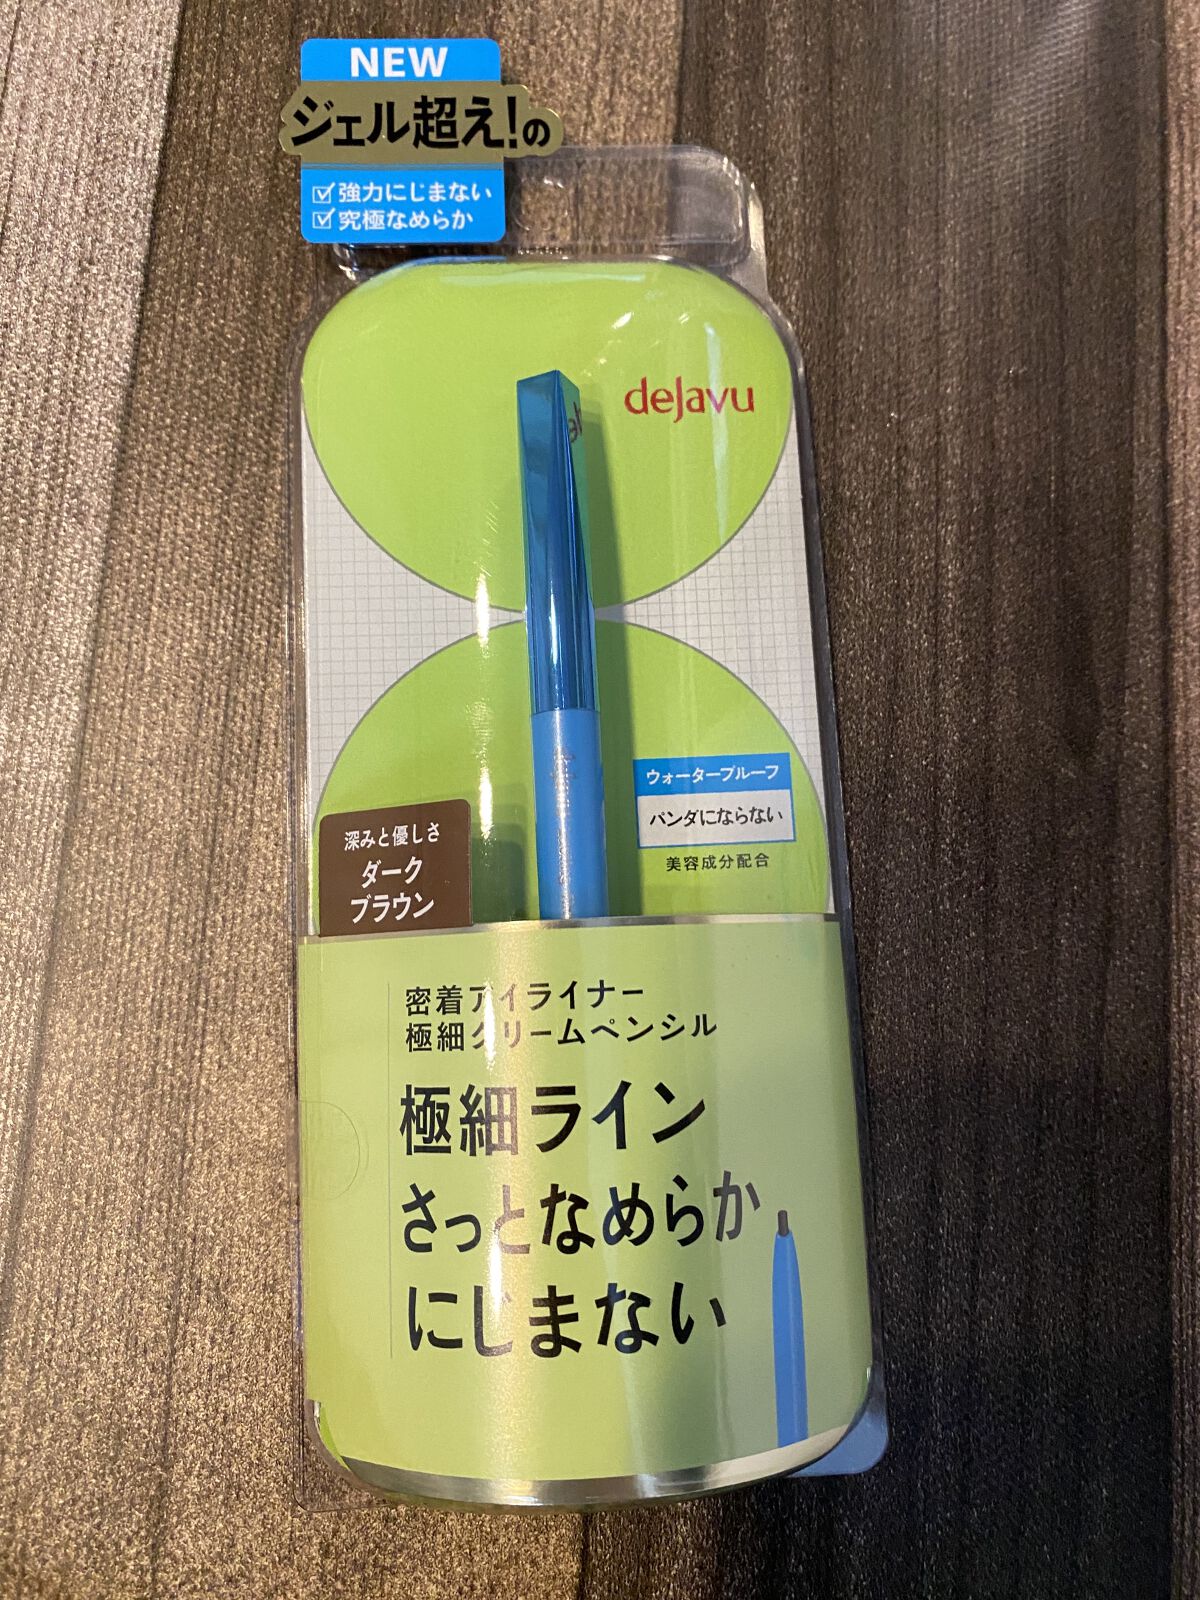 NEW
ジェル超え!の
強力ににじまない
究極なめらか
dejavu
ウォータープルーフ
パンダにならない
美容成分配合
深みと優しさ
ダーク
ブラウン
密着アイライナー
極細クリームペンシル
極細ライン
さっとなめらか
にじまない